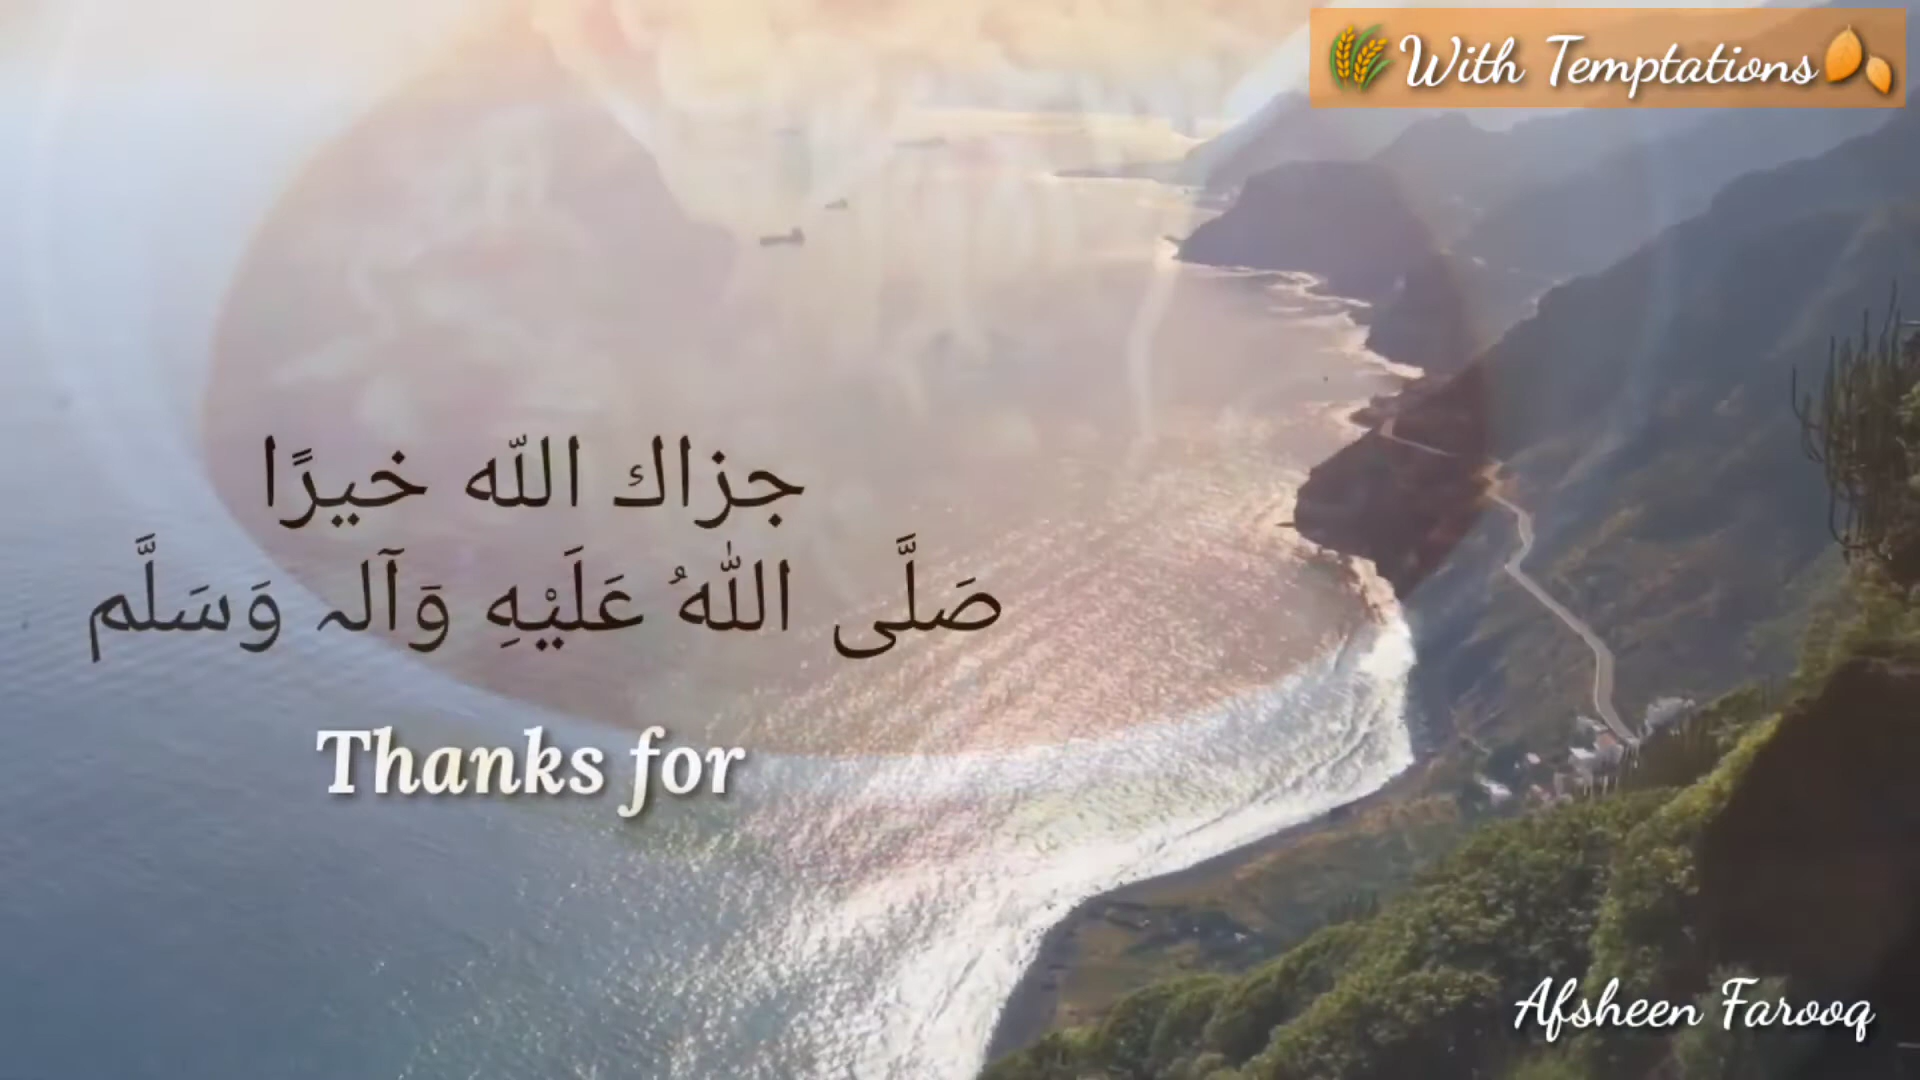 🌾With Temptations🍂
جزاك اللّه خيرًا
صَلَّى اللّٰهُ عَلَيْهِ وَآلہ وَسَلَّم
Thanks for
Afsheen Farooq